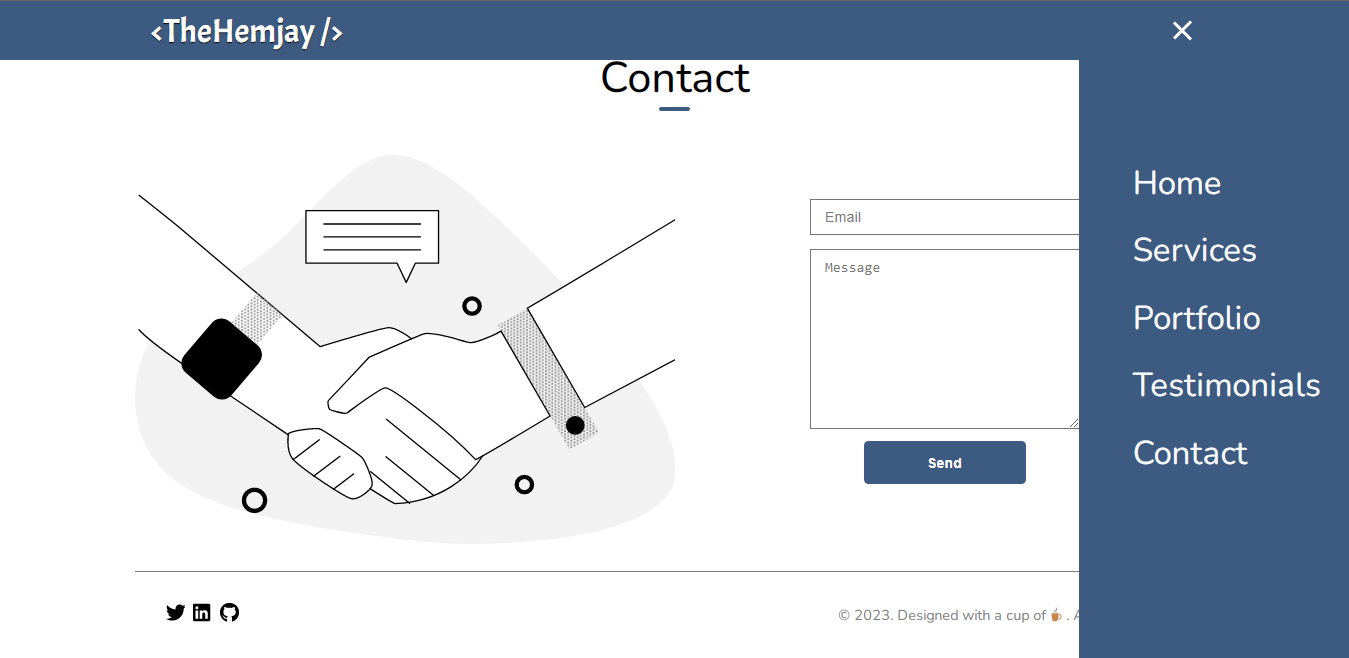 <TheHemjay />
Contact
Home
Services
Portfolio
Testimonials
Contact
Email
Message
Send
© 2023. Designed with a cup of ☕ . A